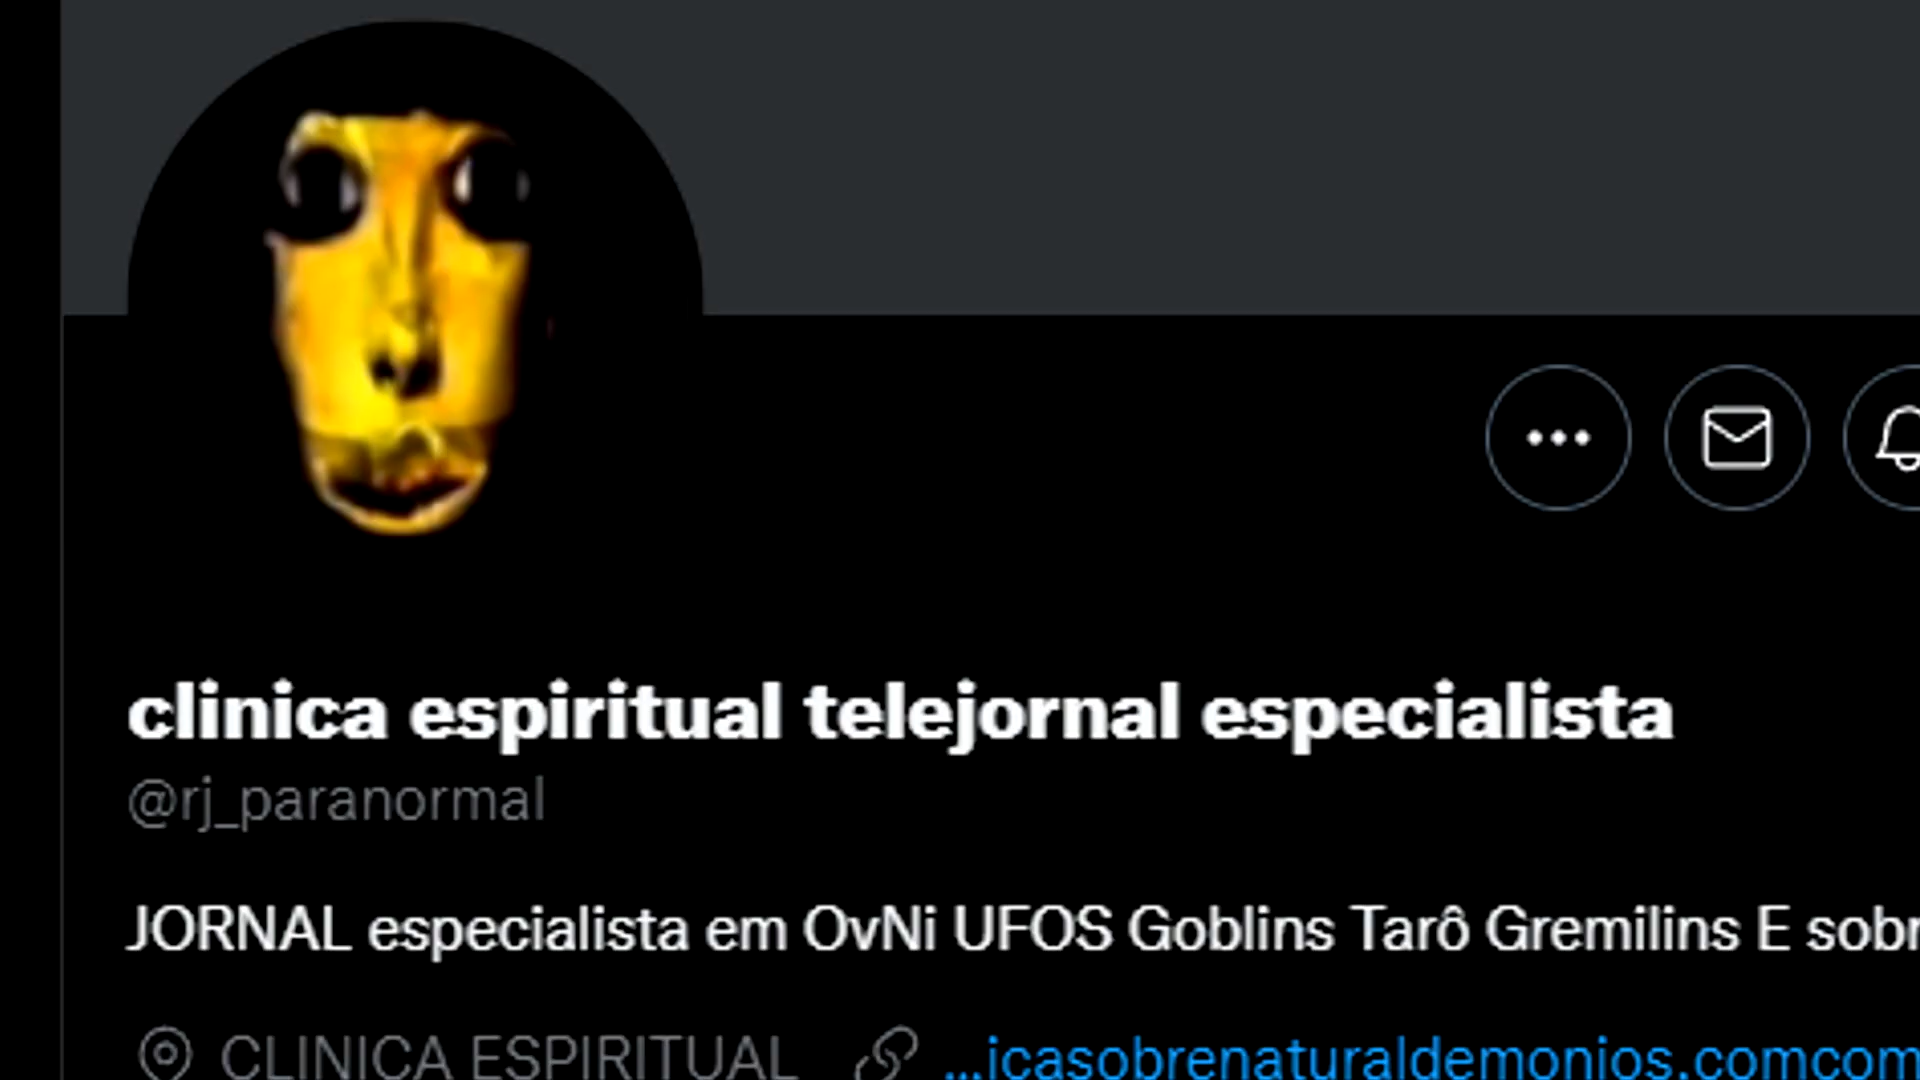 clinica espiritual telejornal especialista
@rj_paranormal
JORNAL especialista em OvNi UFOS Goblins Tarô Gremilins E sobr
CLINICA ESPIRITUAL ...icasobrenaturaldemonios.comcom